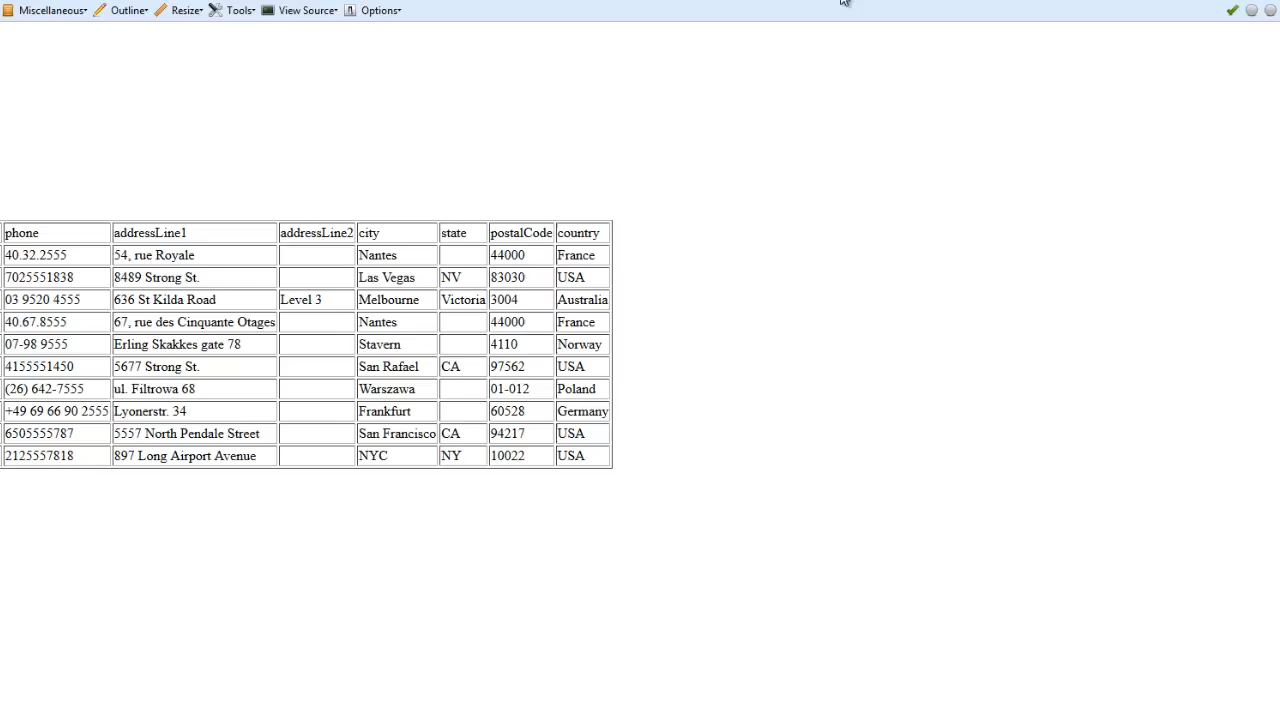 Miscellaneous Outline Resize Tools View Source Options
phone addressLine1 addressLine2 city state postalCode country
40.32.2555 54, rue Royale Nantes 44000 France
7025551838 8489 Strong St. Las Vegas NV 83030 USA
03 9520 4555 636 St Kilda Road Level 3 Melbourne Victoria 3004 Australia
40.67.8555 67, rue des Cinquante Otages Nantes 44000 France
07-98 9555 Erling Skakkes gate 78 Stavern 4110 Norway
4155551450 5677 Strong St. San Rafael CA 97562 USA
(26) 642-7555 ul. Filtrowa 68 Warszawa 01-012 Poland
+49 69 66 90 2555 Lyonerstr. 34 Frankfurt 60528 Germany
6505555787 5557 North Pendale Street San Francisco CA 94217 USA
2125557818 897 Long Airport Avenue NYC NY 10022 USA